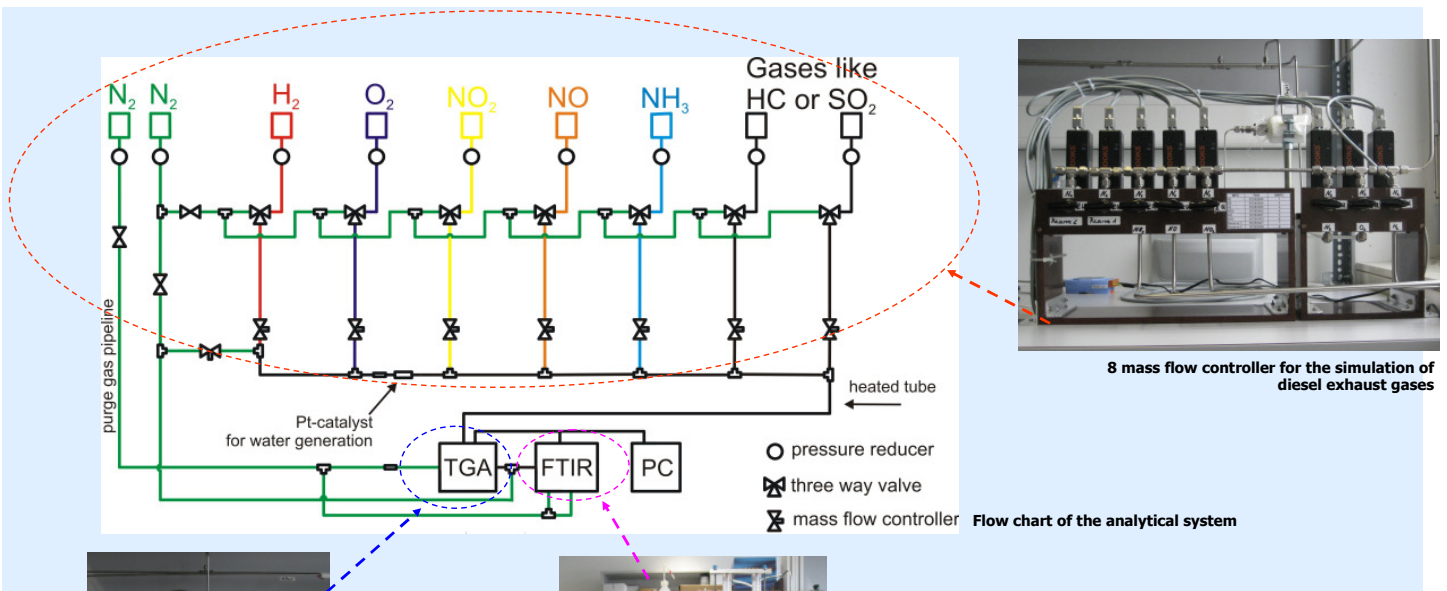 N2 N2 H2 O2 NO2 NO NH3
Gases like
HC or SO2
purge gas pipeline
Pt-catalyst
for water generation
heated tube
TGA FTIR PC
pressure reducer
three way valve
mass flow controller
Flow chart of the analytical system
8 mass flow controller for the simulation of
diesel exhaust gases